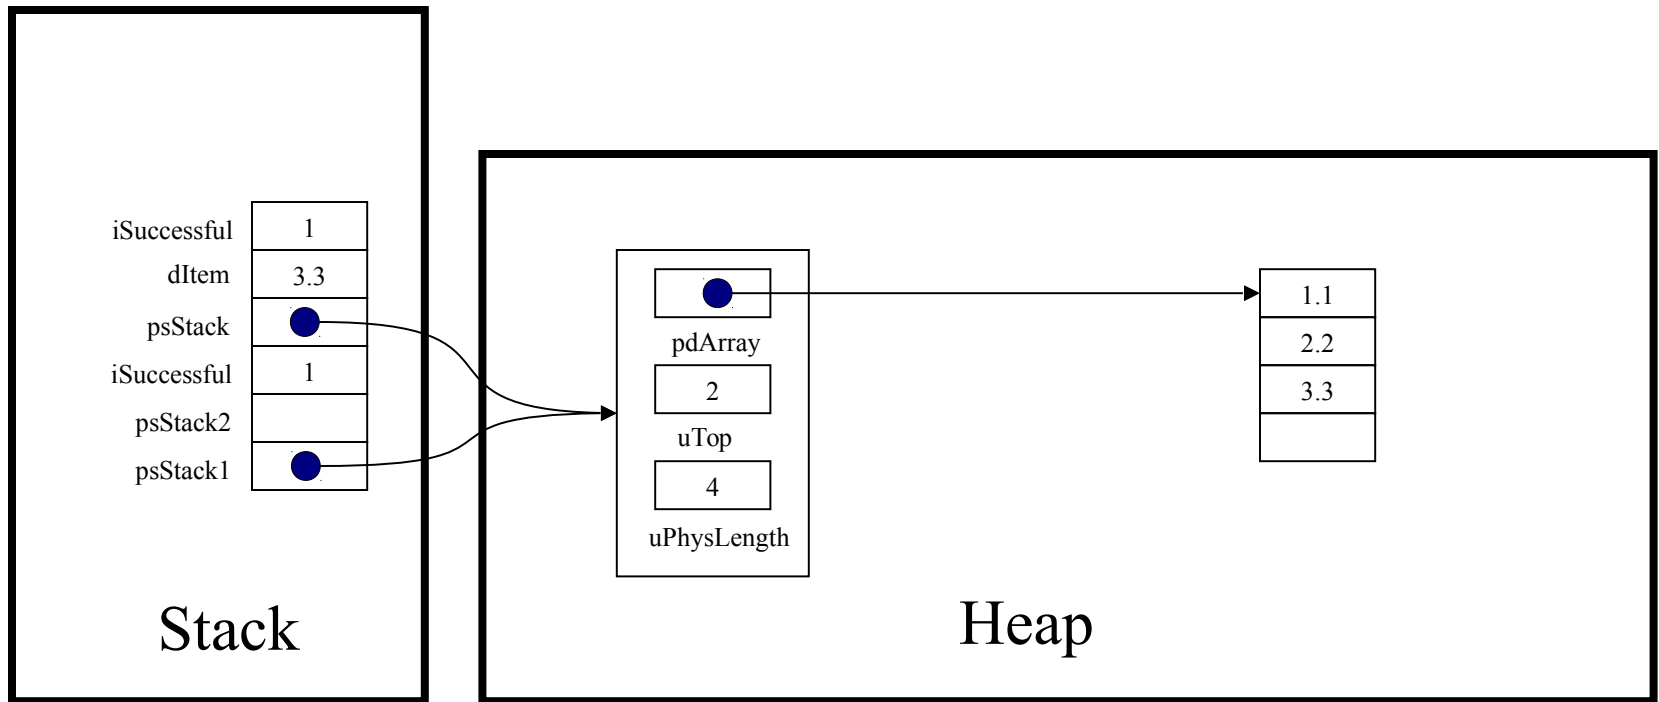 iSuccessful 1
dItem 3.3
psStack
iSuccessful 1
psStack2
psStack1
Stack
pdArray
2
uTop
4
uPhysLength
1.1
2.2
3.3
Heap